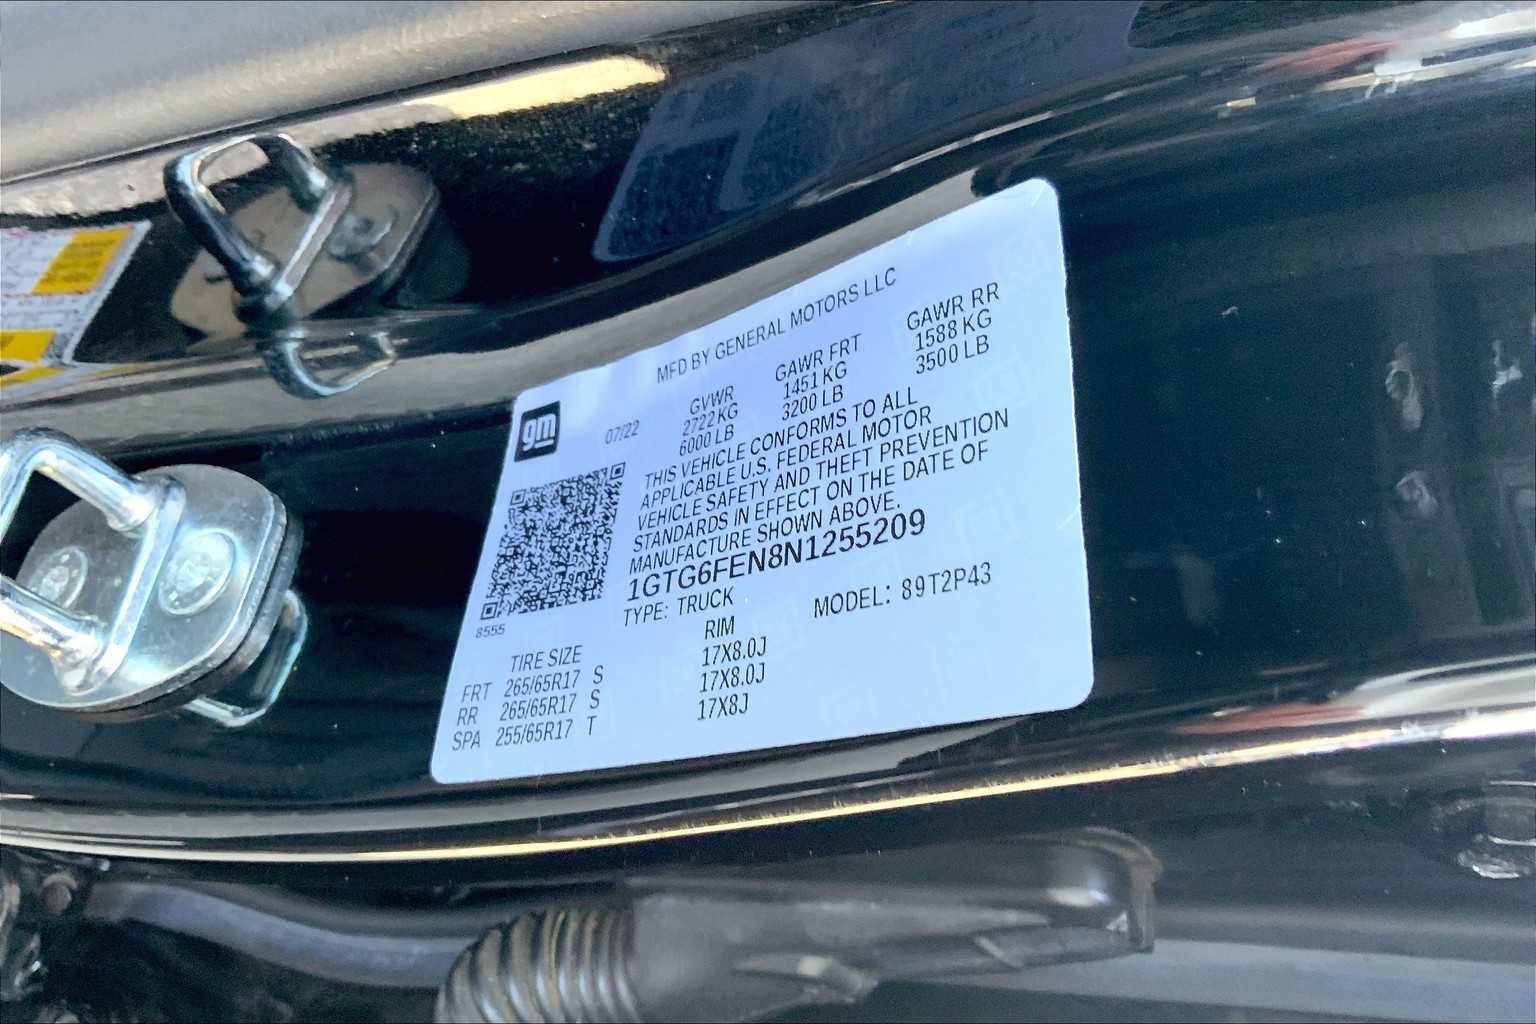 MFD BY GENERAL MOTORS LLC
gm
07/22
GVWR GAWR FRT GAWR RR
2722 KG 1451 KG 1588 KG
6000 LB 3200 LB 3500 LB
THIS VEHICLE CONFORMS TO ALL
APPLICABLE U.S. FEDERAL MOTOR
VEHICLE SAFETY AND THEFT PREVENTION
STANDARDS IN EFFECT ON THE DATE OF
MANUFACTURE SHOWN ABOVE.
1GTG6FEN8N1255209
TYPE: TRUCK MODEL: 89T2P43
8555
TIRE SIZE RIM
FRT 265/65R17 S 17X8.0J
RR 265/65R17 S 17X8.0J
SPA 255/65R17 T 17X8J